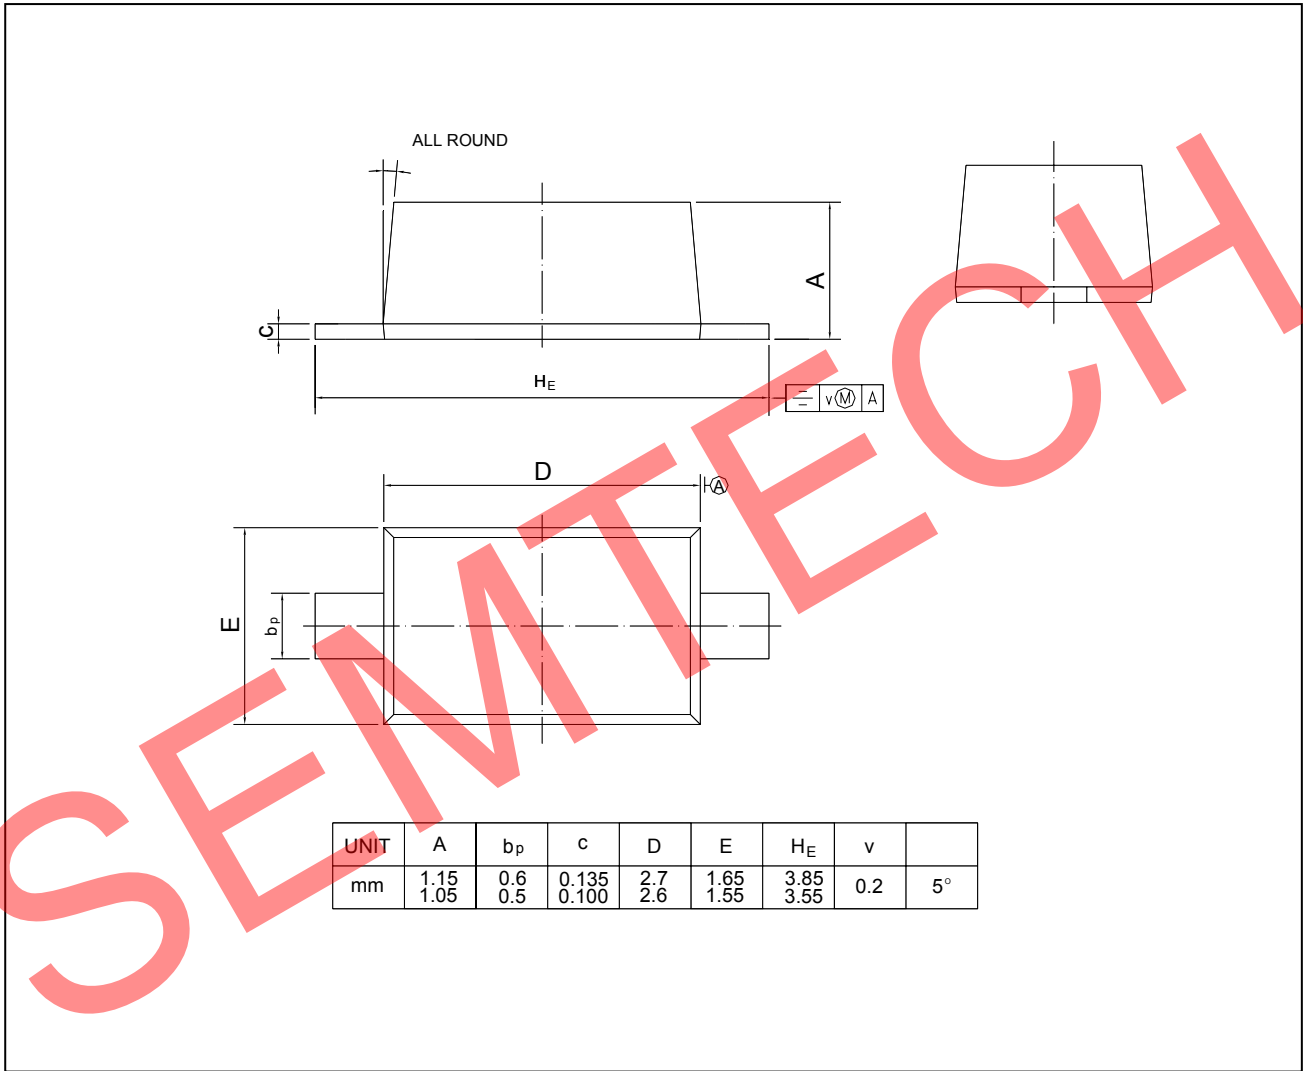 ALL ROUND
A
c
HE
v M A
D
A
E
bp
UNIT A bp c D E HE v
mm 1.15 0.6 0.135 2.7 1.65 3.85 0.2 5°
1.05 0.5 0.100 2.6 1.55 3.55
SEMTECH